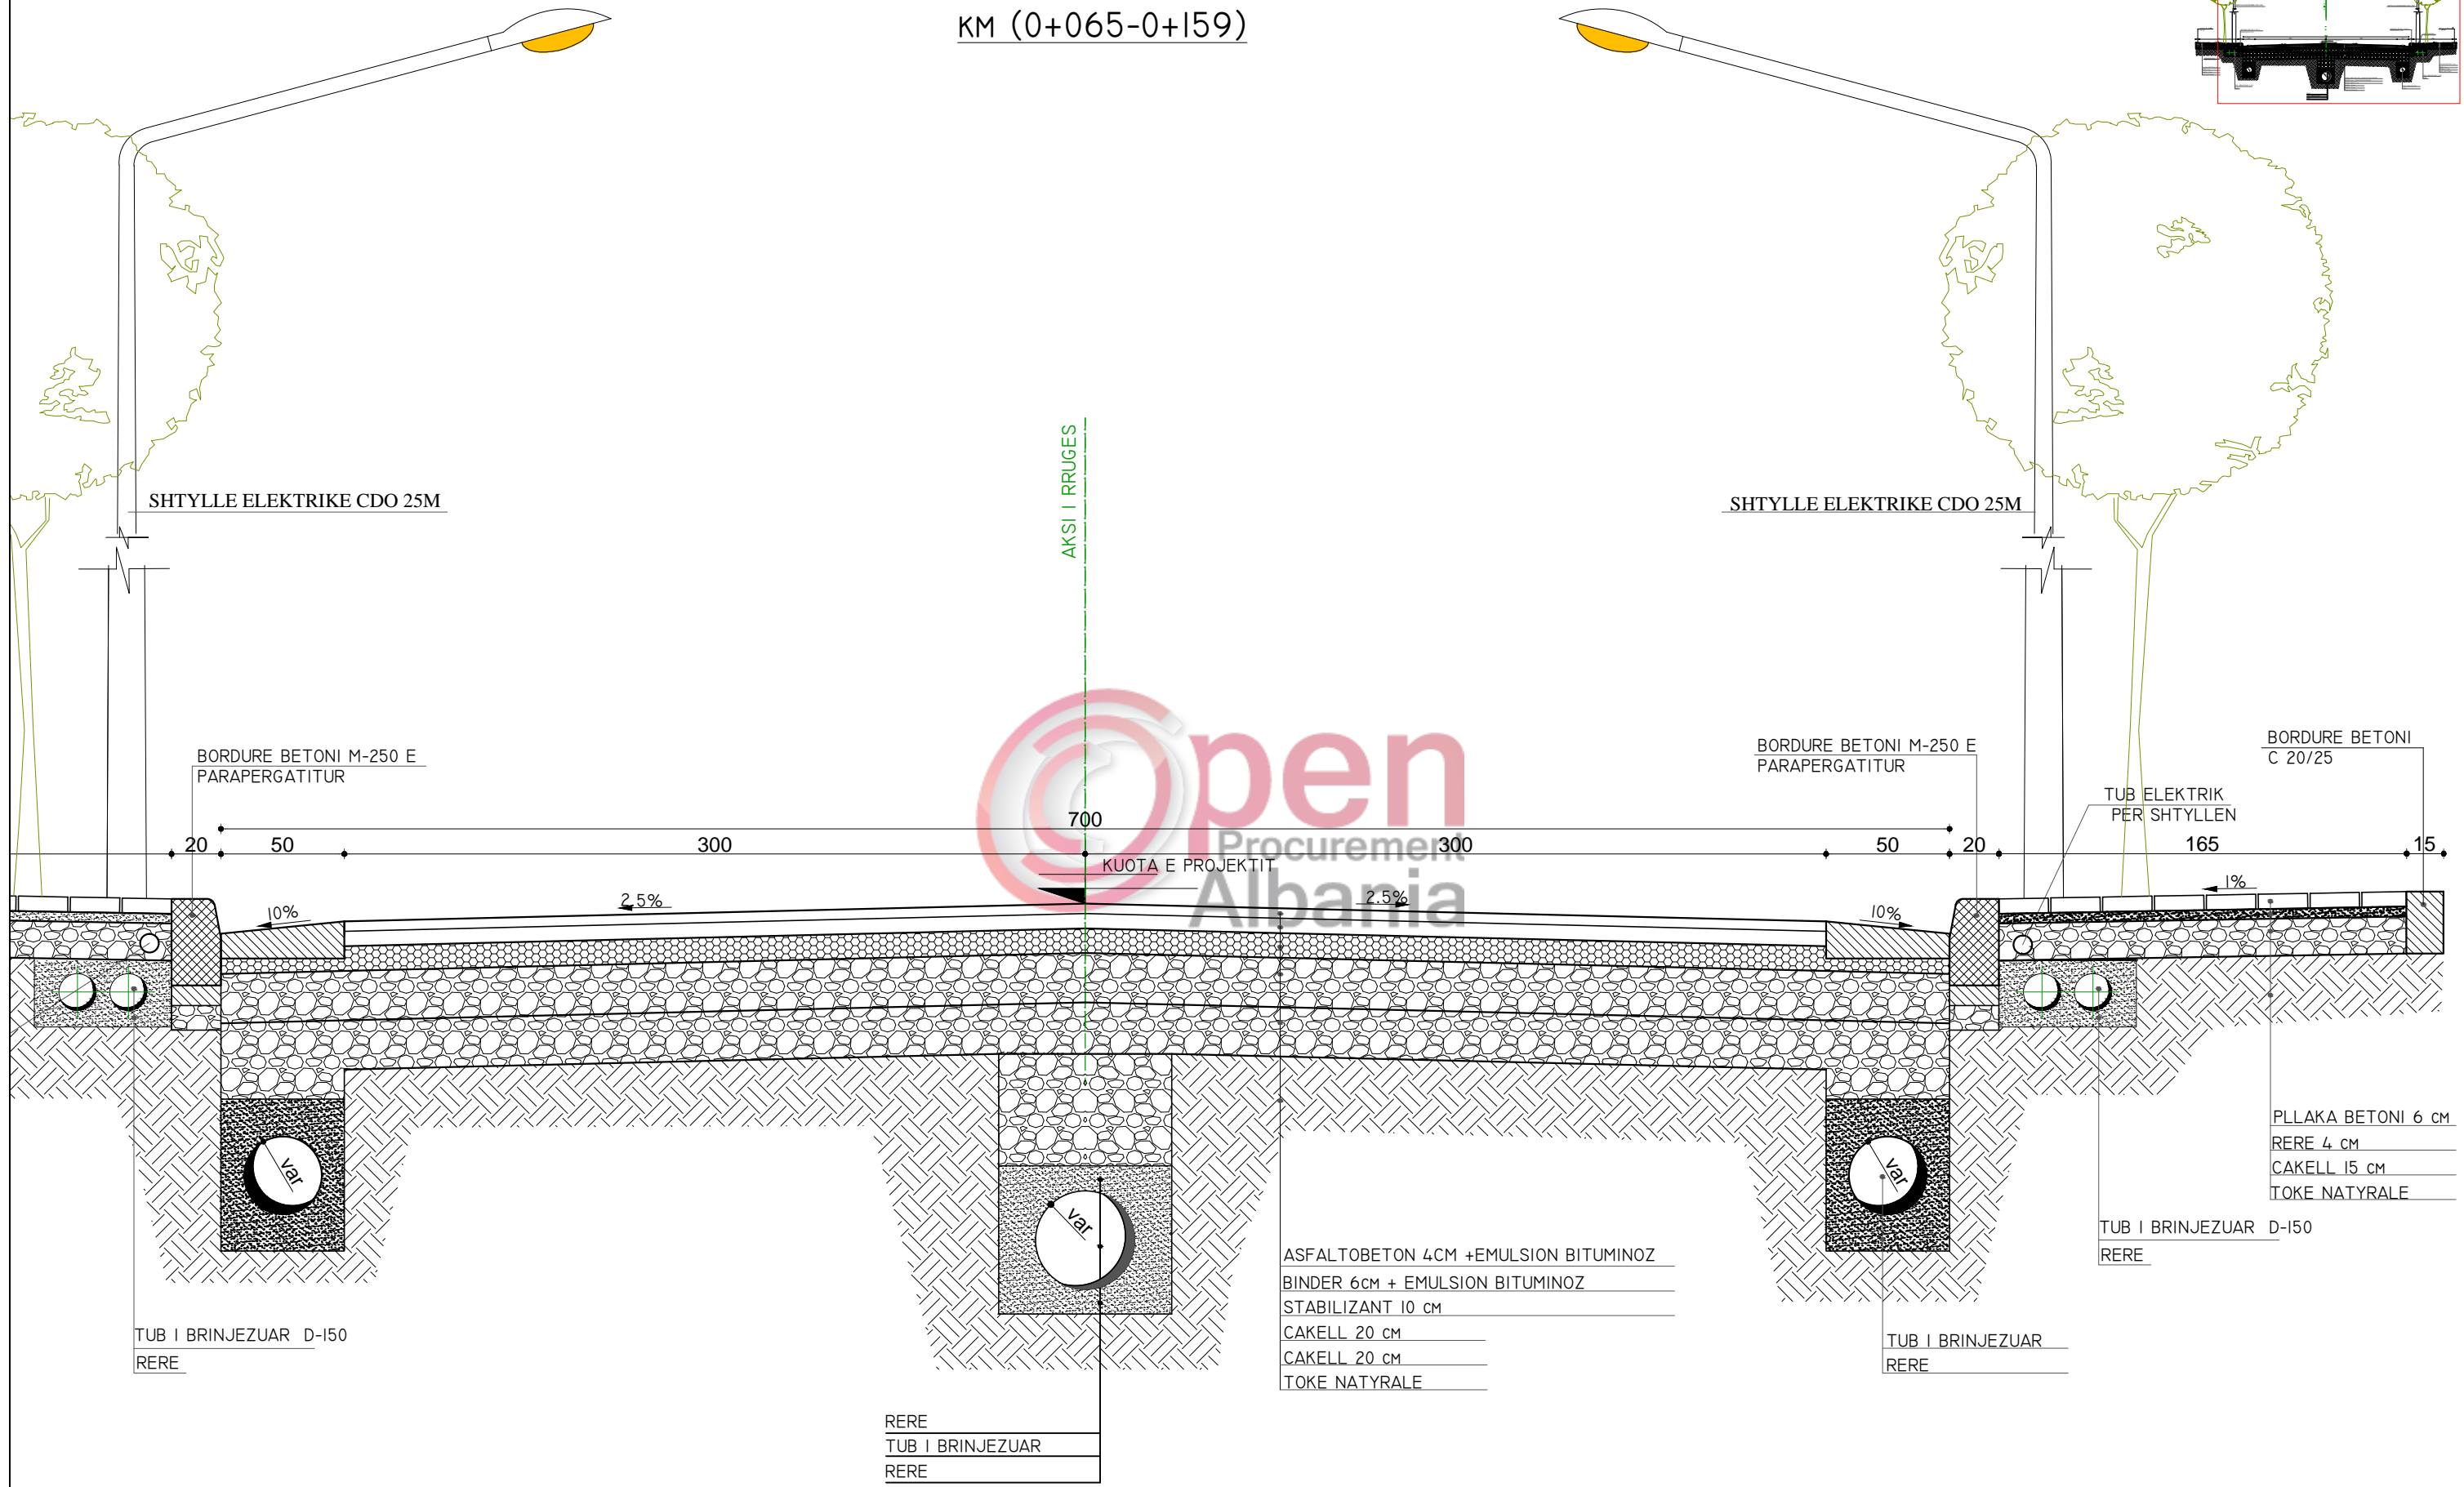 KM (0+065-0+159)
AKSI I RRUGES
SHTYLLE ELEKTRIKE CDO 25M
SHTYLLE ELEKTRIKE CDO 25M
BORDURE BETONI M-250 E
PARAPERGATITUR
BORDURE BETONI M-250 E
PARAPERGATITUR
BORDURE BETONI
C 20/25
TUB ELEKTRIK
PER SHTYLLEN
Open
Procurement
Albania
700
20 50 300 300 50 20 165 15
KUOTA E PROJEKTIT
10% 2.5% 2.5% 10% 1%
var
var
var
PLLAKA BETONI 6 CM
RERE 4 CM
CAKELL 15 CM
TOKE NATYRALE
TUB I BRINJEZUAR D-150
RERE
ASFALTOBETON 4CM +EMULSION BITUMINOZ
BINDER 6CM + EMULSION BITUMINOZ
STABILIZANT 10 CM
CAKELL 20 CM
CAKELL 20 CM
TOKE NATYRALE
TUB I BRINJEZUAR D-150
RERE
TUB I BRINJEZUAR
RERE
RERE
TUB I BRINJEZUAR
RERE